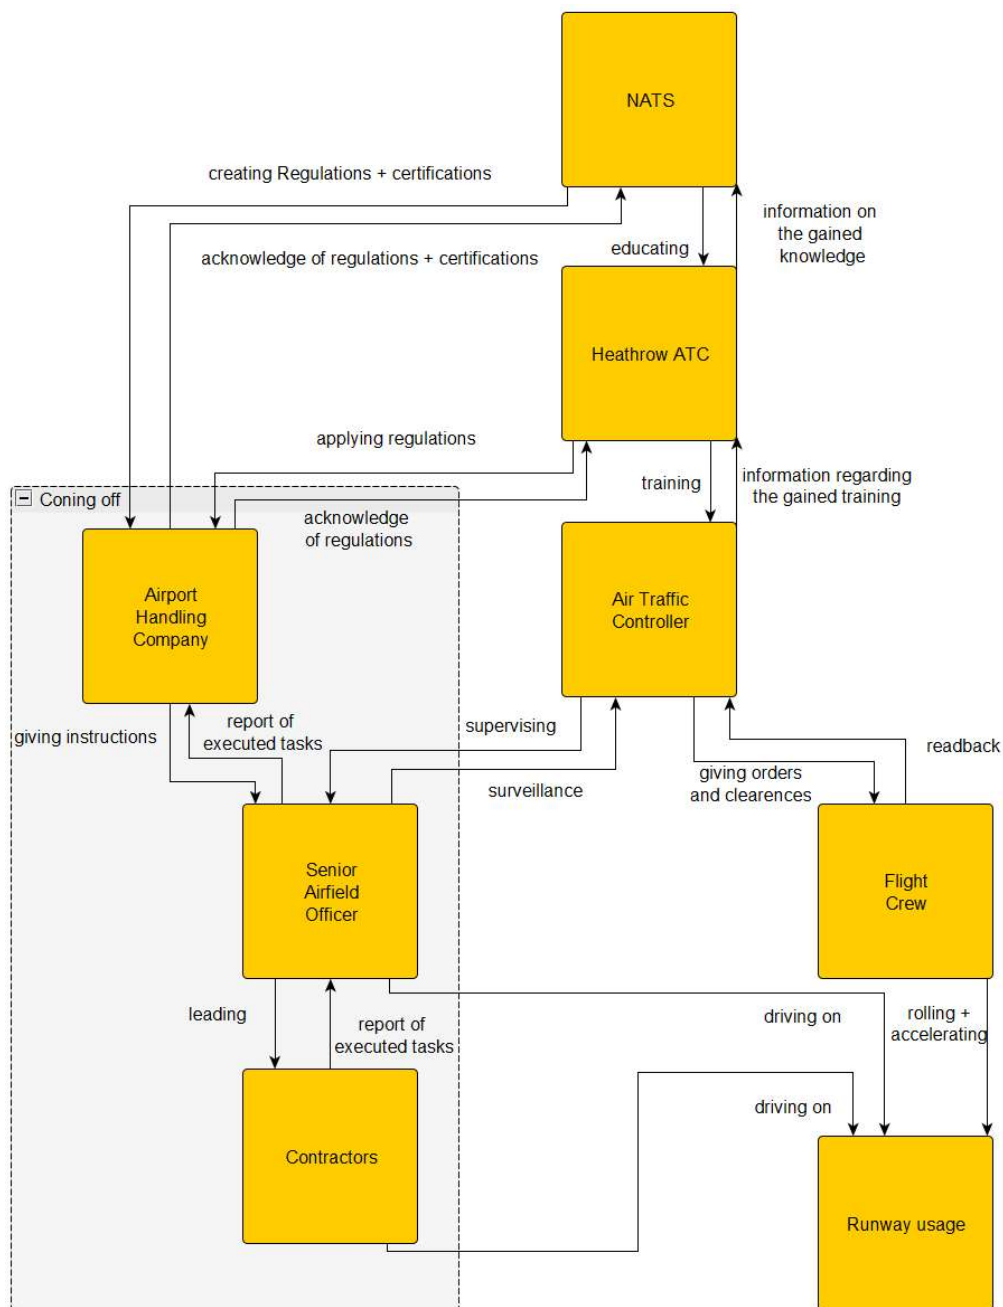 NATS
creating Regulations + certifications
information on
the gained
knowledge
acknowledge of regulations + certifications
educating
Heathrow ATC
applying regulations
training
information regarding
the gained training
Coning off
acknowledge
of regulations
Airport
Handling
Company
Air Traffic
Controller
giving instructions
report of
executed tasks
supervising
surveillance
giving orders
and clearences
readback
Senior
Airfield
Officer
Flight
Crew
leading
report of
executed tasks
driving on
rolling +
accelerating
driving on
Contractors
Runway usage